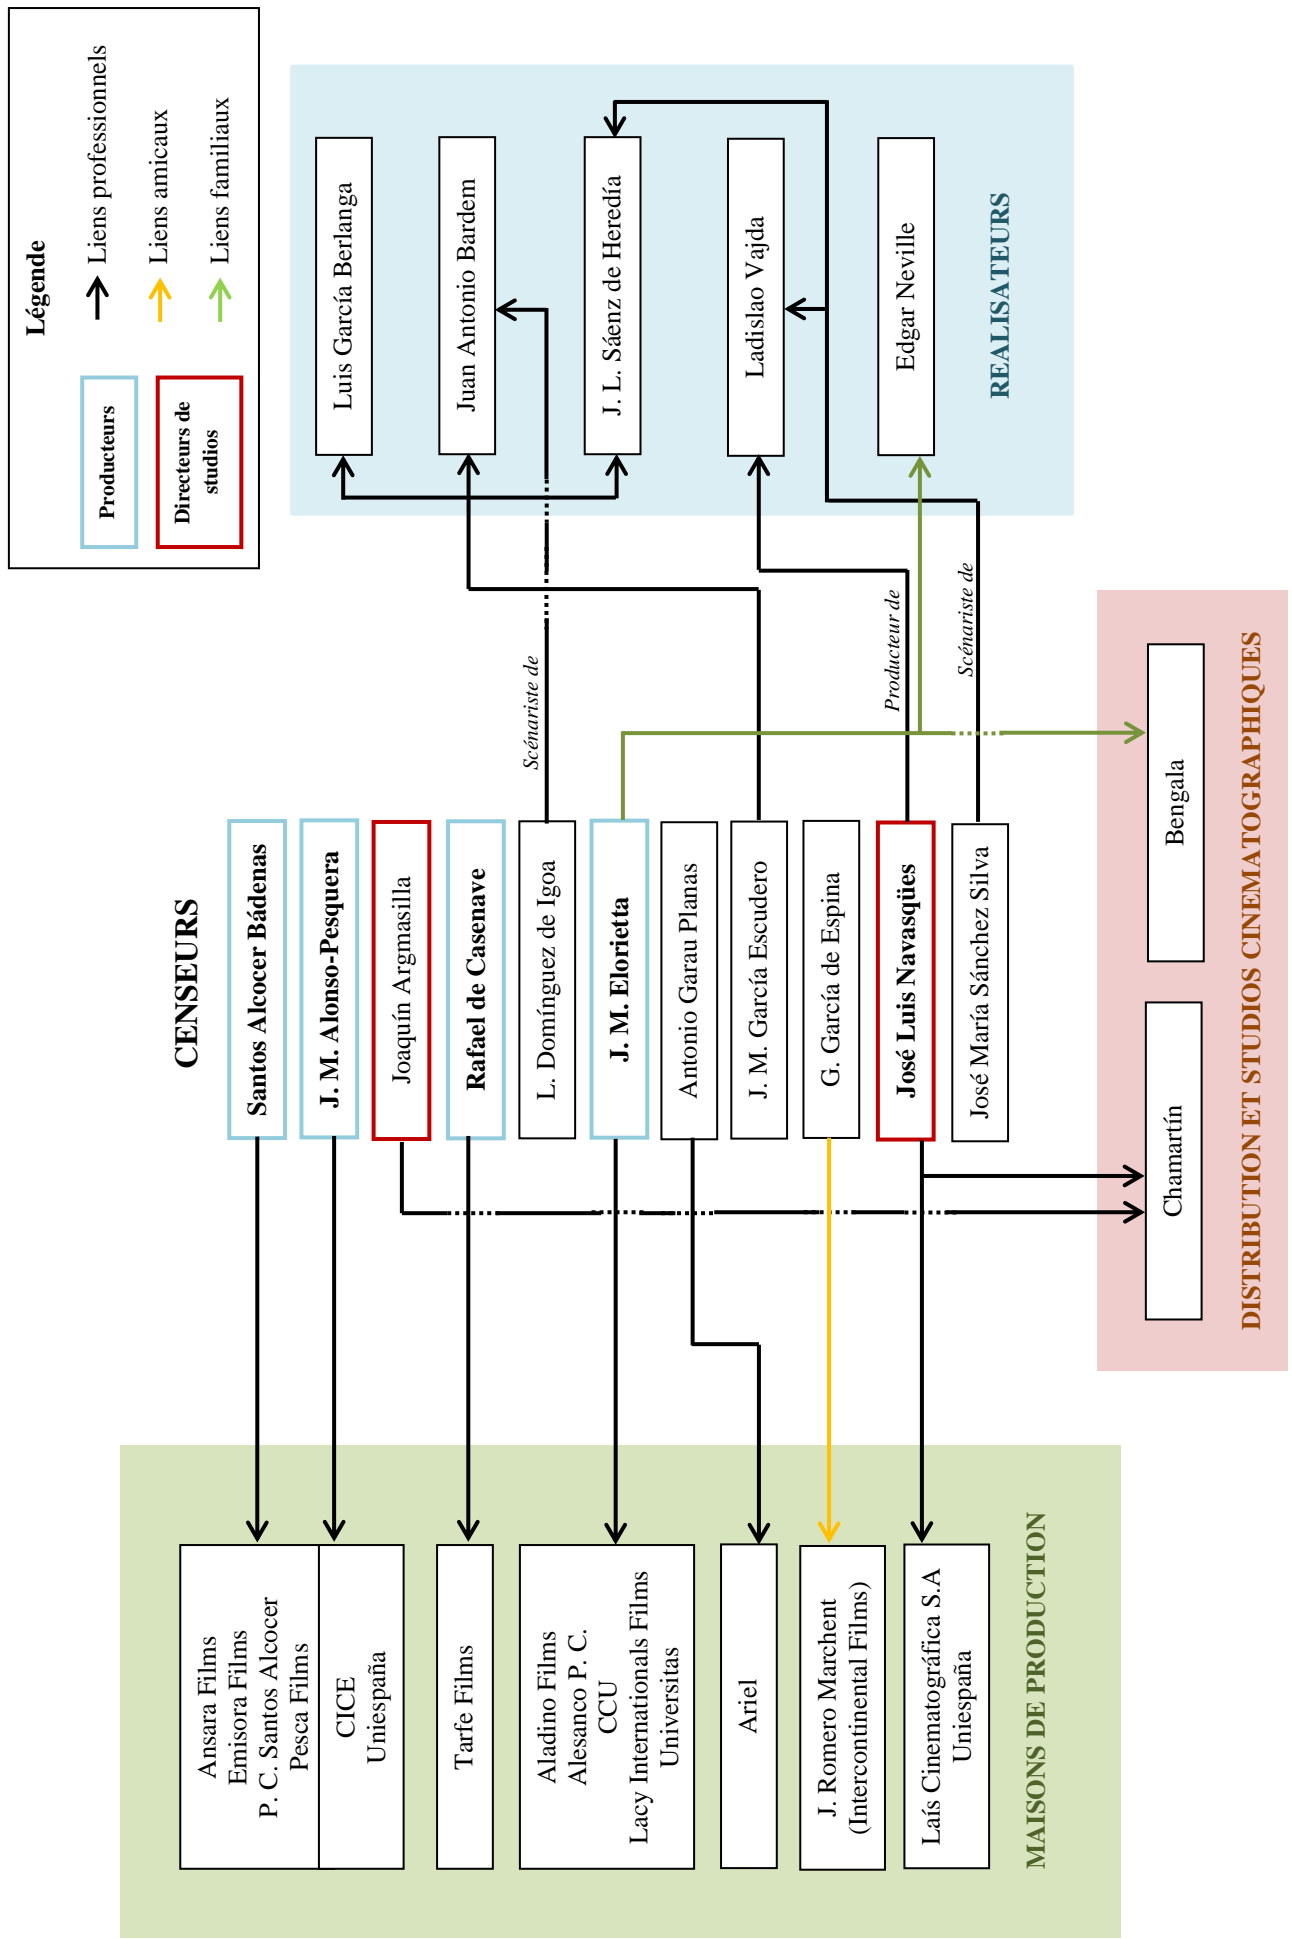 Légende
Producteurs
Directeurs de
studios
Liens professionnels
Liens amicaux
Liens familiaux
CENSEURS
Santos Alcocer Bádenas
J. M. Alonso-Pesquera
Joaquín Argmasilla
Rafael de Casenave
L. Domínguez de Igoa
J. M. Elorietta
Antonio Garau Planas
J. M. García Escudero
G. García de Espina
José Luis Navasqües
José María Sánchez Silva
Scénariste de
Producteur de
Scénariste de
Ansara Films
Emisora Films
P. C. Santos Alcocer
Pesca Films
CICE
Uniespaña
Tarfe Films
Aladino Films
Alesanco P. C.
CCU
Lacy Internationals Films
Universitas
Ariel
J. Romero Marchent
(Intercontinental Films)
Laís Cinematográfica S.A
Uniespaña
MAISONS DE PRODUCTION
Luis García Berlanga
Juan Antonio Bardem
J. L. Sáenz de Heredía
Ladislao Vajda
Edgar Neville
REALISATEURS
Chamartín
Bengala
DISTRIBUTION ET STUDIOS CINEMATOGRAPHIQUES